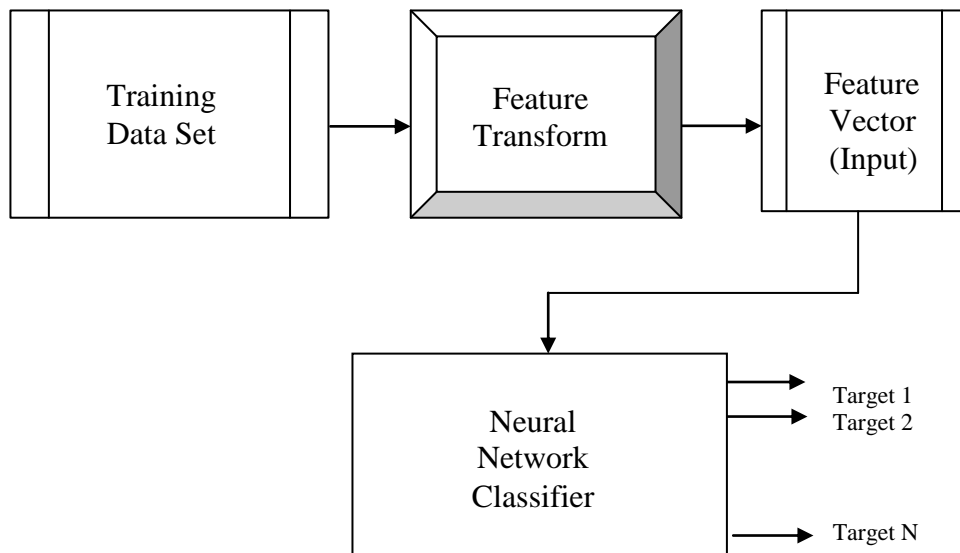 Training
Data Set
Feature
Transform
Feature
Vector
(Input)
Neural
Network
Classifier
Target 1
Target 2
Target N